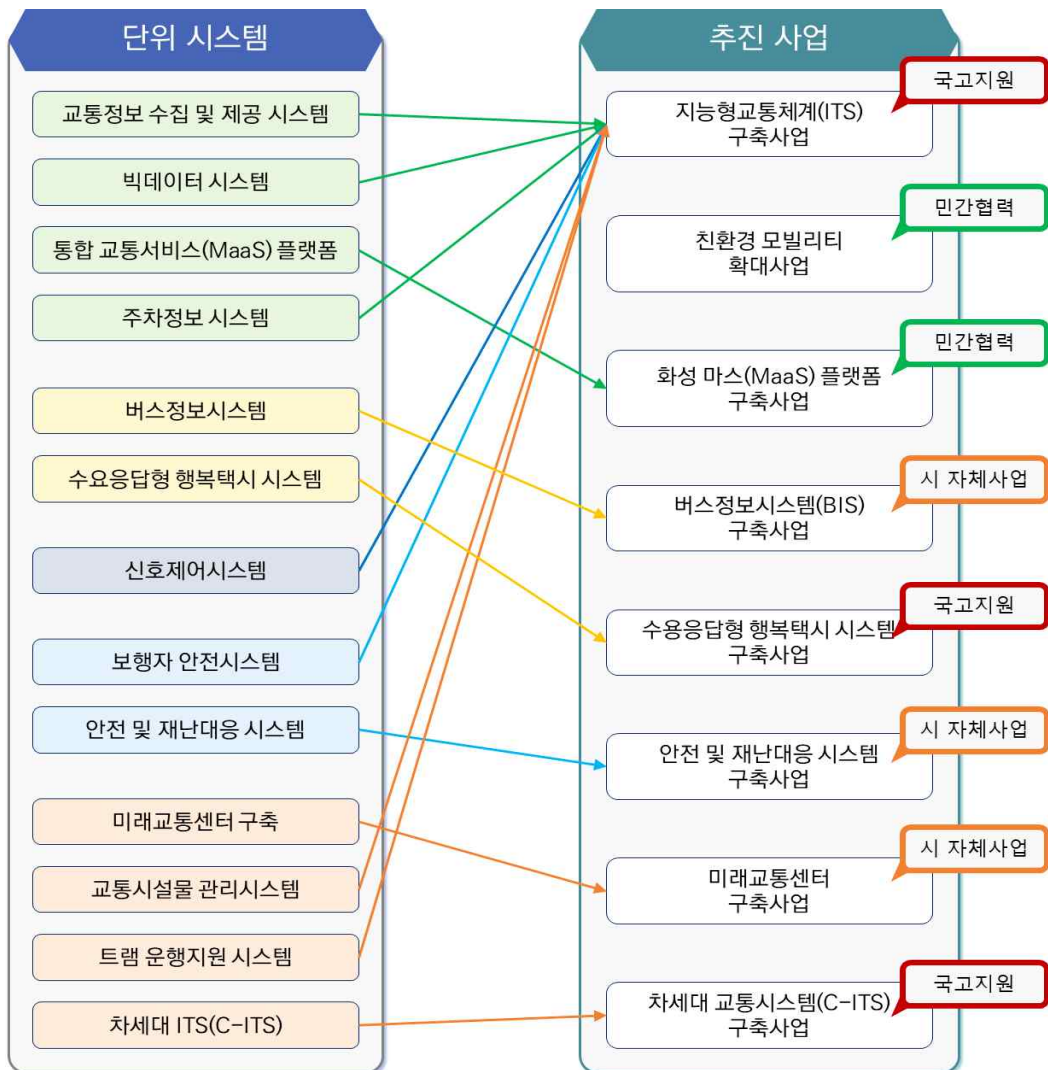 단위 시스템
교통정보 수집 및 제공 시스템
빅데이터 시스템
통합 교통서비스(MaaS) 플랫폼
주차정보 시스템
버스정보시스템
수요응답형 행복택시 시스템
신호제어시스템
보행자 안전시스템
안전 및 재난대응 시스템
미래교통센터 구축
교통시설물 관리시스템
트램 운행지원 시스템
차세대 ITS(C-ITS)
추진 사업
국고지원
지능형교통체계(ITS)
구축사업
민간협력
친환경 모빌리티
확대사업
민간협력
화성 마스(MaaS) 플랫폼
구축사업
시 자체사업
버스정보시스템(BIS)
구축사업
국고지원
수용응답형 행복택시 시스템
구축사업
시 자체사업
안전 및 재난대응 시스템
구축사업
시 자체사업
미래교통센터
구축사업
국고지원
차세대 교통시스템(C-ITS)
구축사업